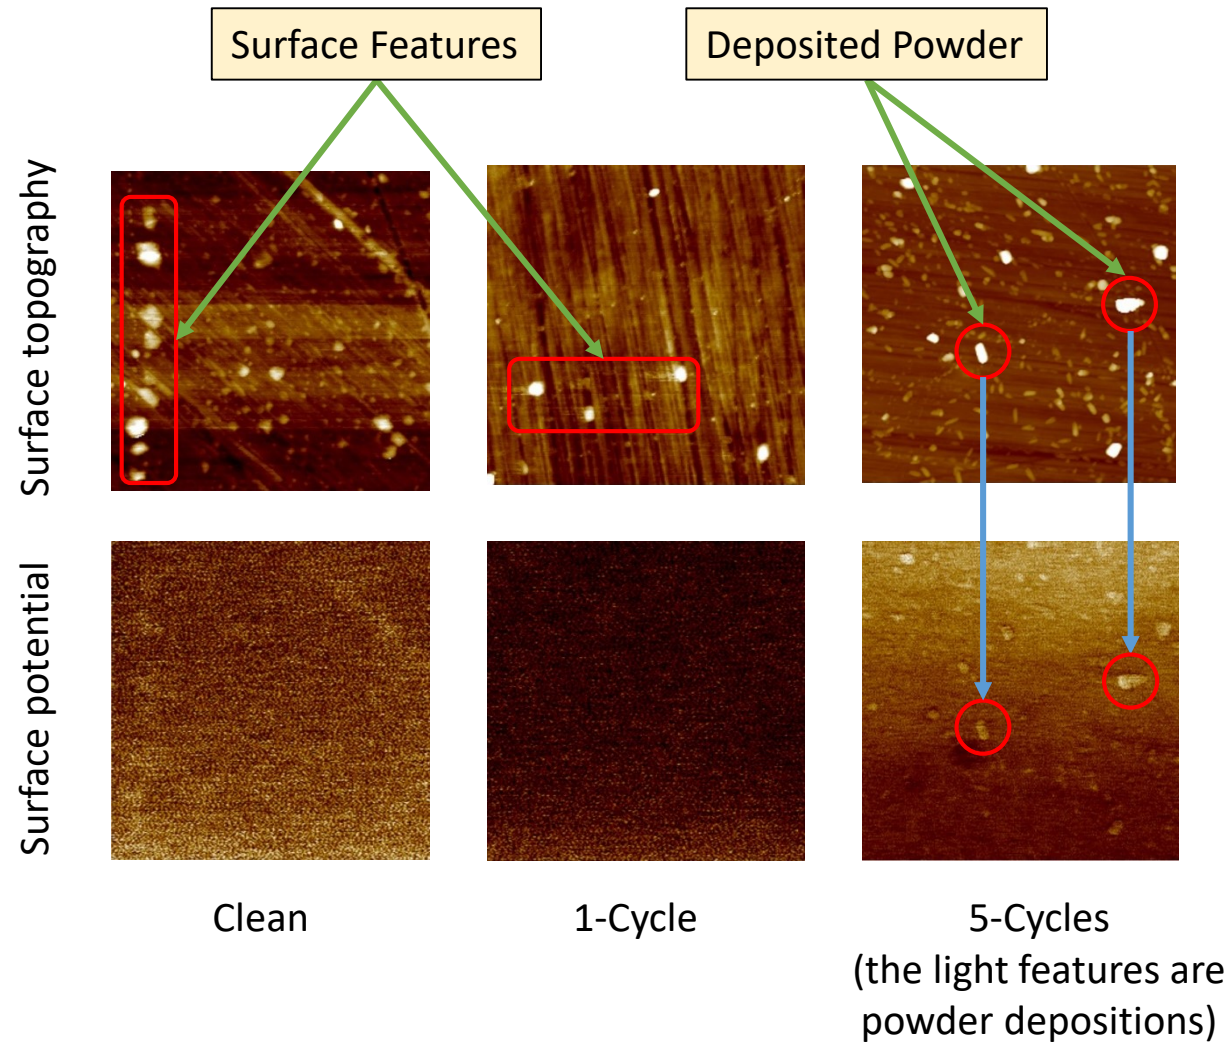 Surface Features
Deposited Powder
Surface topography
Surface potential
Clean
1-Cycle
5-Cycles
(the light features are
powder depositions)